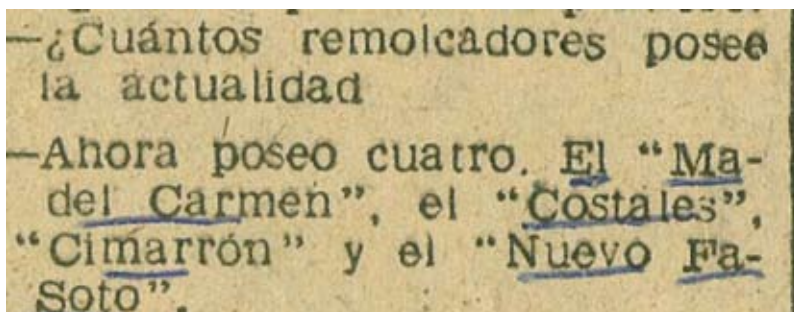 —¿Cuántos remolcadores posee
la actualidad
—Ahora poseo cuatro. El “Ma-
del Carmen”, el “Costales”,
“Cimarrón” y el “Nuevo Fa-
Soto”.